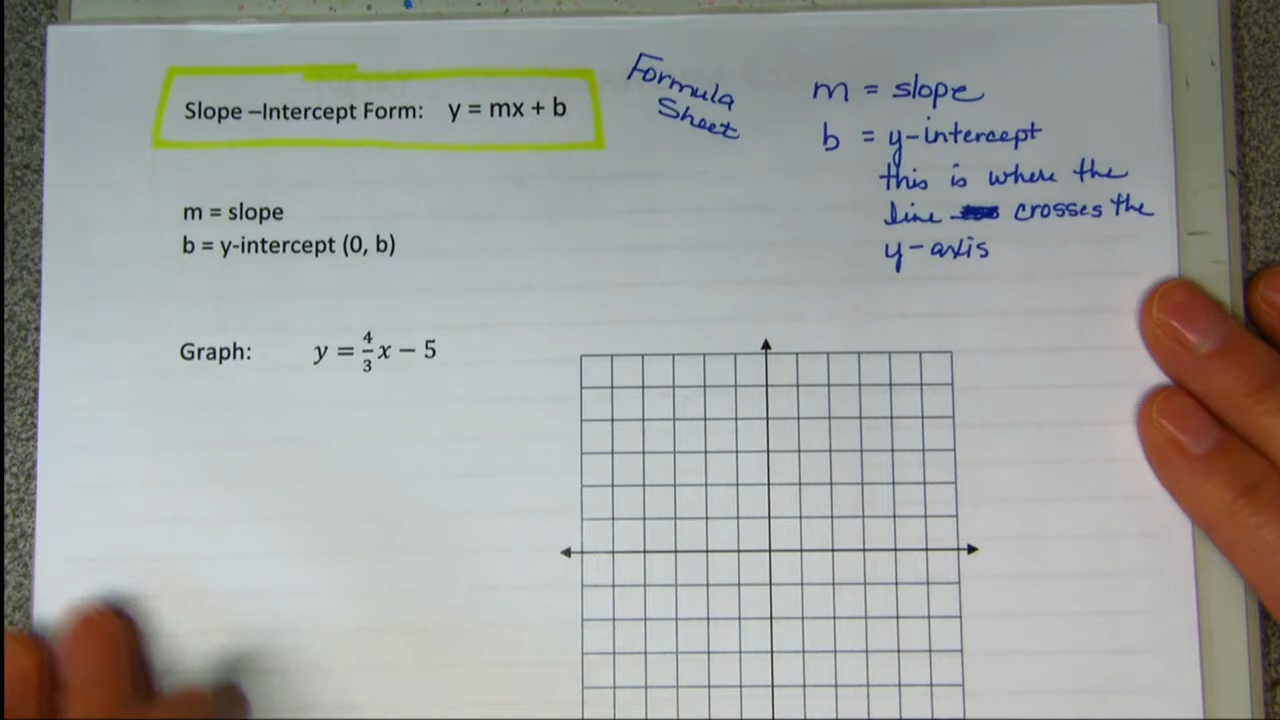 Slope –Intercept Form: y = mx + b
Formula
Sheet
m = slope
b = y-intercept
this is where the
line crosses the
y-axis
m = slope
b = y-intercept (0, b)
Graph: y = 4/3 x − 5